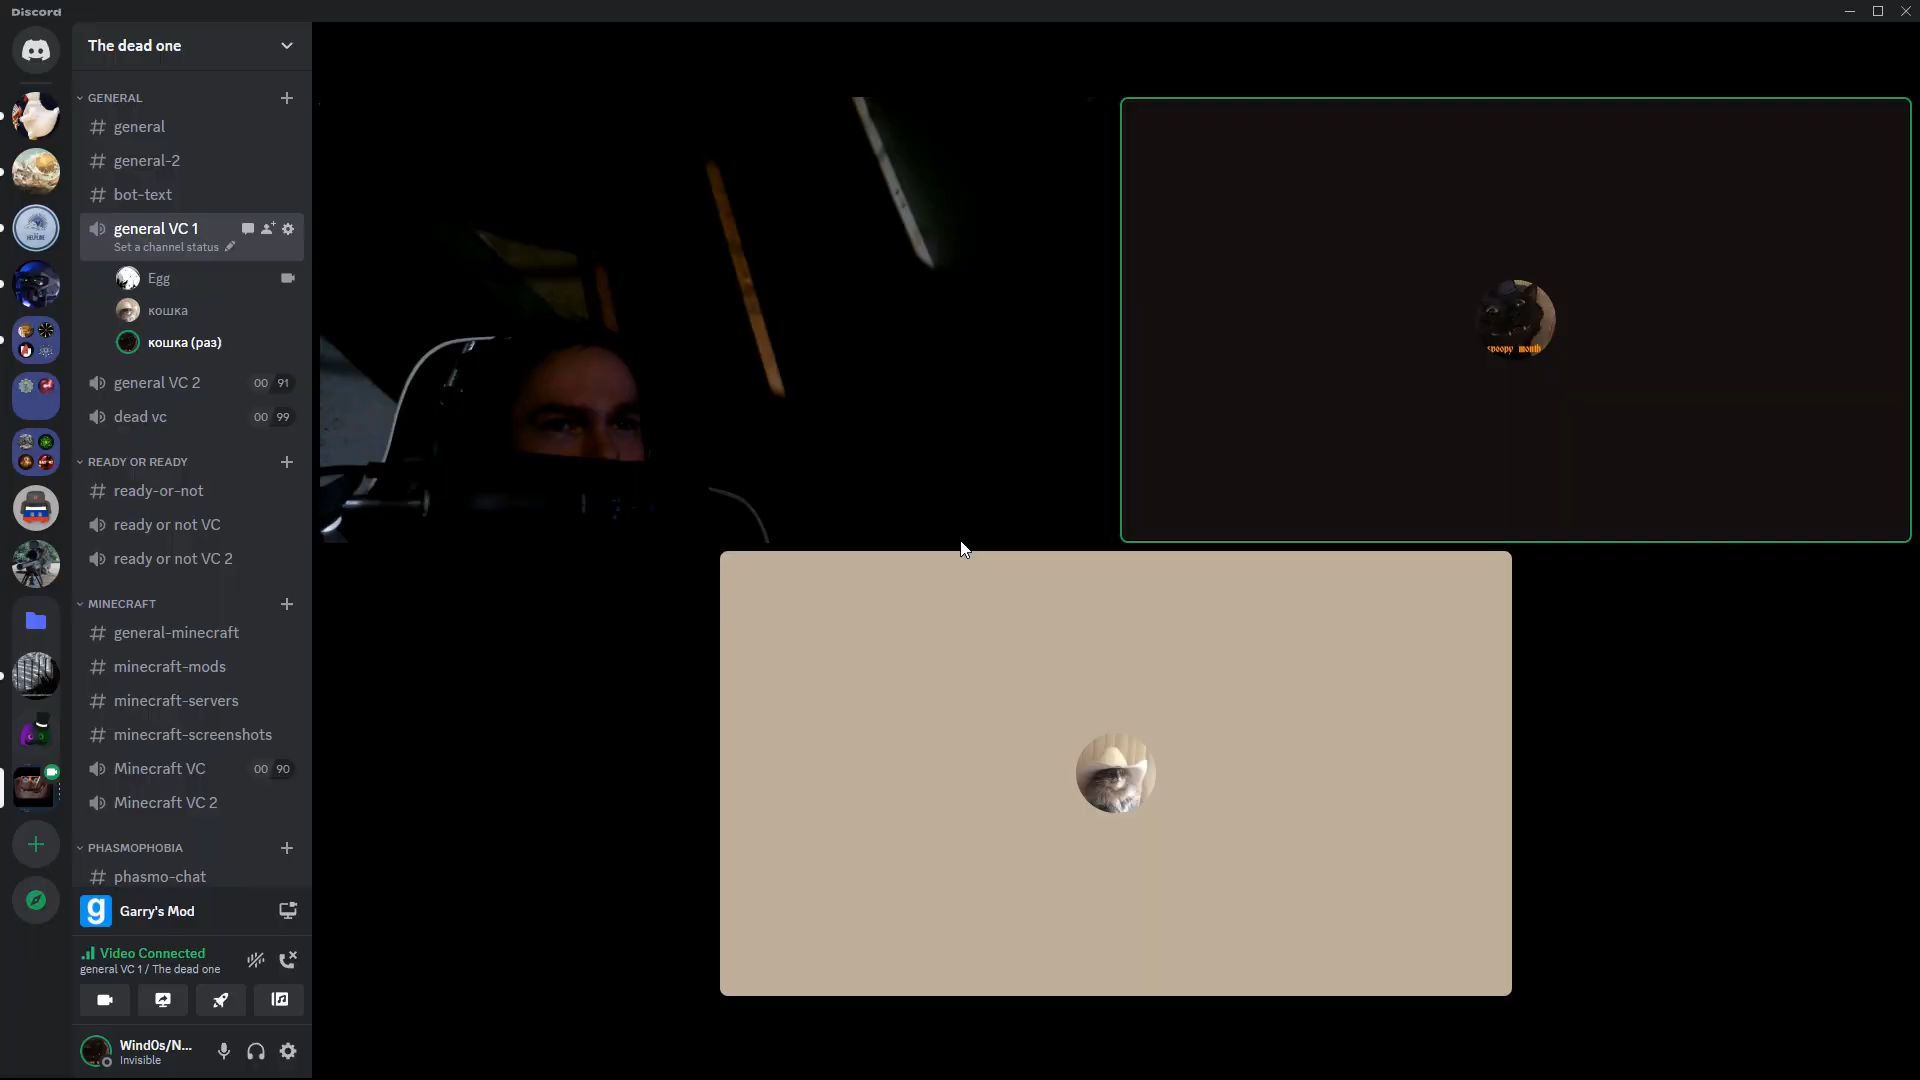 Discord
The dead one
GENERAL
general
general-2
bot-text
general VC 1
Set a channel status
Egg
кошка
кошка (раз)
general VC 2 00 91
dead vc 00 99
READY OR READY
ready-or-not
ready or not VC
ready or not VC 2
MINECRAFT
general-minecraft
minecraft-mods
minecraft-servers
minecraft-screenshots
Minecraft VC 00 90
Minecraft VC 2
PHASMOPHOBIA
phasmo-chat
g Garry's Mod
Video Connected
general VC 1 / The dead one
Wind0s/N...
Invisible
spoopy month